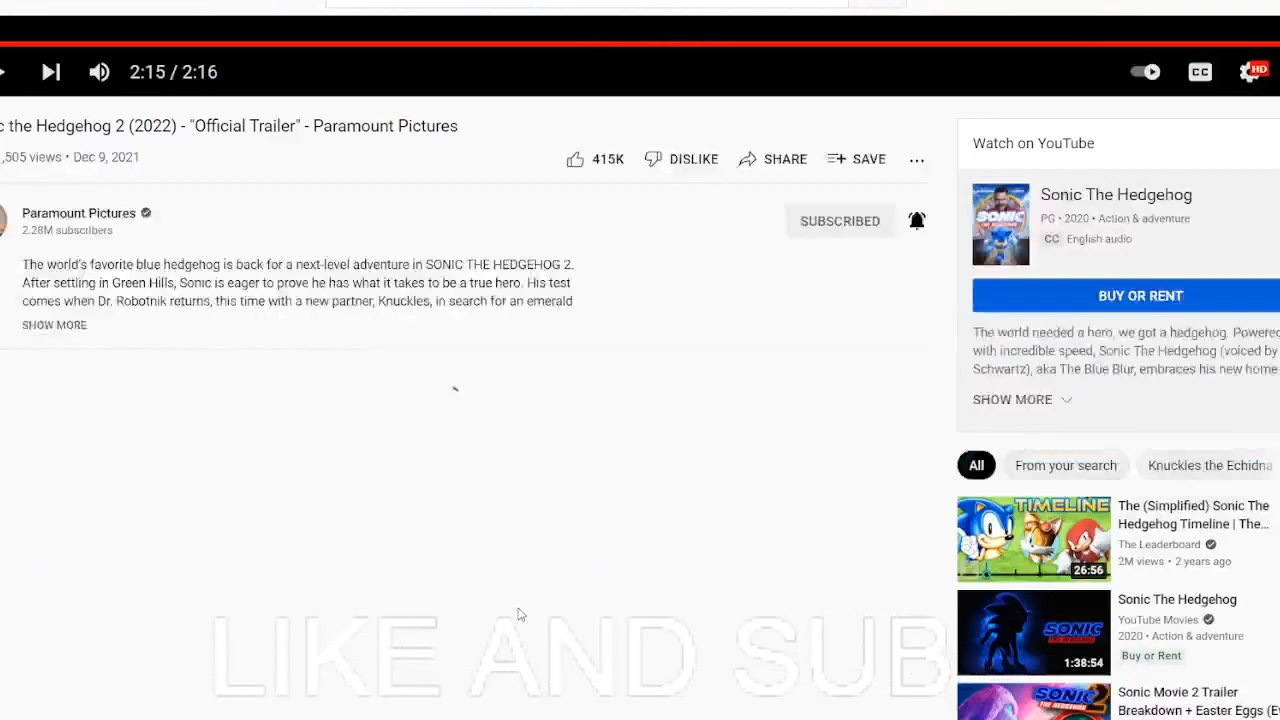 2:15 / 2:16
CC
HD
c the Hedgehog 2 (2022) - "Official Trailer" - Paramount Pictures
,505 views • Dec 9, 2021
415K
DISLIKE
SHARE
SAVE
Paramount Pictures
2.28M subscribers
SUBSCRIBED
The world's favorite blue hedgehog is back for a next-level adventure in SONIC THE HEDGEHOG 2.
After settling in Green Hills, Sonic is eager to prove he has what it takes to be a true hero. His test
comes when Dr. Robotnik returns, this time with a new partner, Knuckles, in search for an emerald
SHOW MORE
LIKE AND SUB
Watch on YouTube
SONIC
Sonic The Hedgehog
PG • 2020 • Action & adventure
CC English audio
BUY OR RENT
The world needed a hero, we got a hedgehog. Powered
with incredible speed, Sonic The Hedgehog (voiced by
Schwartz), aka The Blue Blur, embraces his new home
SHOW MORE
All
From your search
Knuckles the Echidna
TIMELINE
26:56
The (Simplified) Sonic The
Hedgehog Timeline | The...
The Leaderboard
2M views • 2 years ago
SONIC
1:38:54
Sonic The Hedgehog
YouTube Movies
2020 • Action & adventure
Buy or Rent
SONIC
Sonic Movie 2 Trailer
Breakdown + Easter Eggs (E